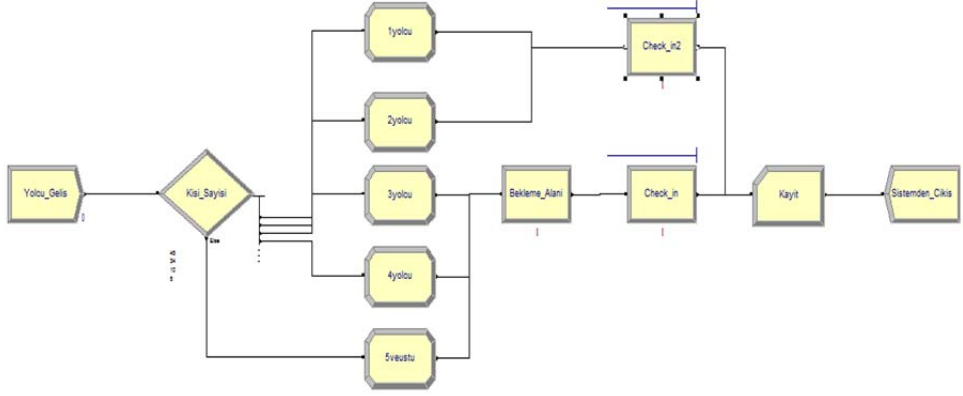 1yolcu
Check_in2
2yolcu
Yolcu_Gelis
Kisi_Sayisi
3yolcu
Bekleme_Alani
Check_in
Kayit
Sistemden_Cikis
Else
4yolcu
5veustu